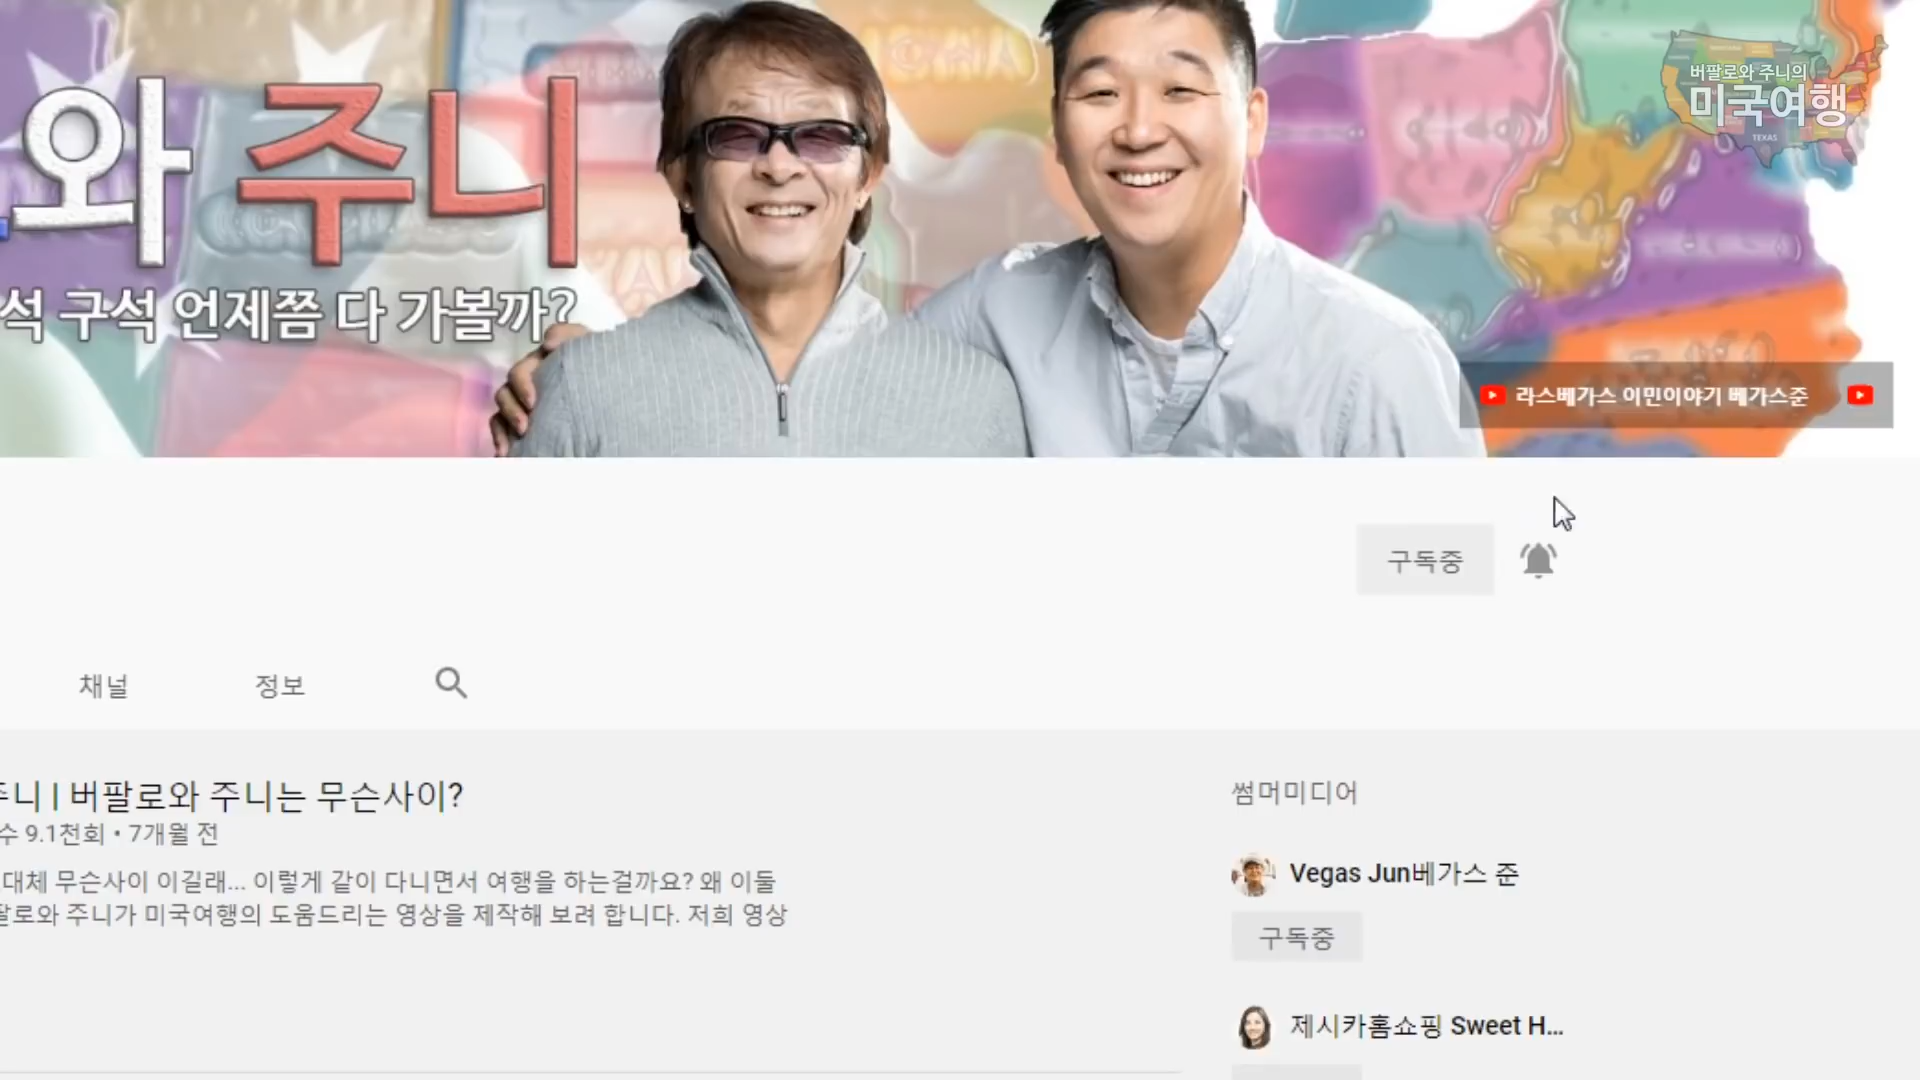 와 주니
석 구석 언제쯤 다 가볼까?
버팔로와 주니의
미국여행
TEXAS
라스베가스 이민이야기 베가스준
구독중
채널 정보
주니 | 버팔로와 주니는 무슨사이?
수 9.1천회 • 7개월 전
대체 무슨사이 이길래... 이렇게 같이 다니면서 여행을 하는걸까요? 왜 이둘
팔로와 주니가 미국여행의 도움드리는 영상을 제작해 보려 합니다. 저희 영상
썸머미디어
Vegas Jun베가스 준
구독중
제시카홈쇼핑 Sweet H...